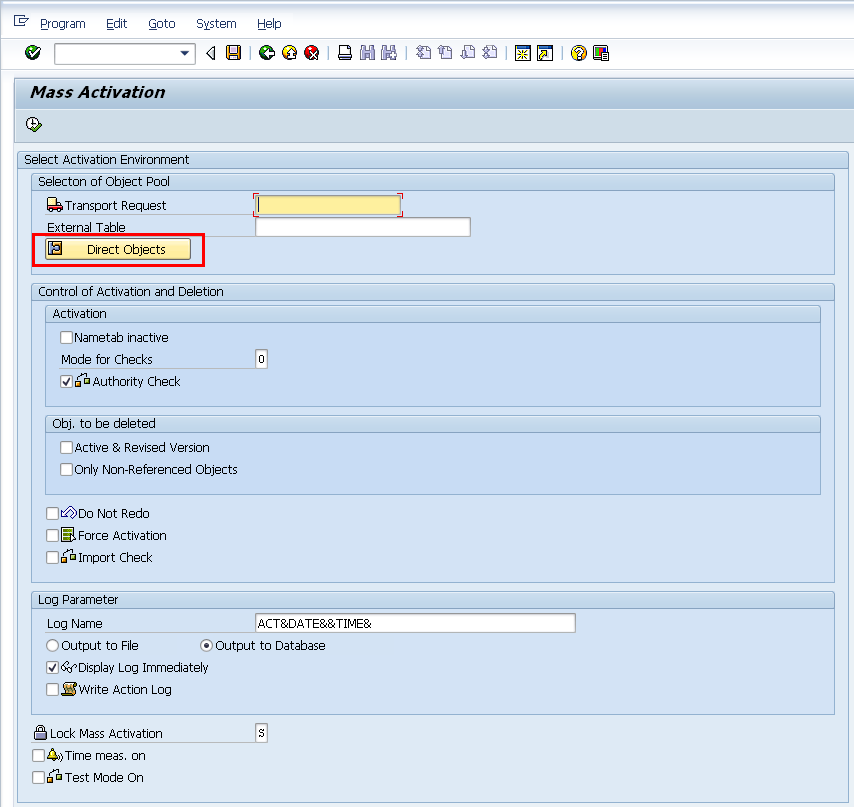 Program Edit Goto System Help
Mass Activation
Select Activation Environment
Selecton of Object Pool
Transport Request
External Table
Direct Objects
Control of Activation and Deletion
Activation
Nametab inactive
Mode for Checks 0
Authority Check
Obj. to be deleted
Active & Revised Version
Only Non-Referenced Objects
Do Not Redo
Force Activation
Import Check
Log Parameter
Log Name ACT&DATE&&TIME&
Output to File Output to Database
Display Log Immediately
Write Action Log
Lock Mass Activation S
Time meas. on
Test Mode On